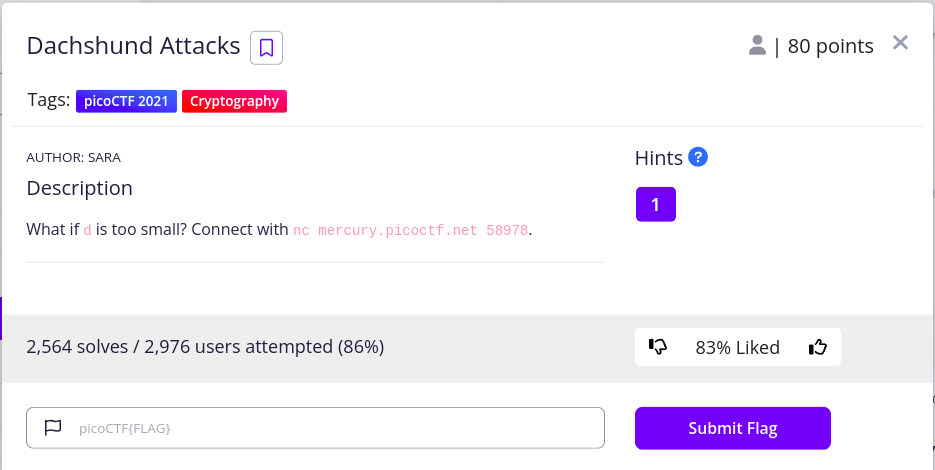 Dachshund Attacks
| 80 points
Tags: picoCTF 2021 Cryptography
AUTHOR: SARA
Description
What if d is too small? Connect with nc mercury.picoctf.net 58978.
Hints ?
1
2,564 solves / 2,976 users attempted (86%)
83% Liked
picoCTF{FLAG}
Submit Flag